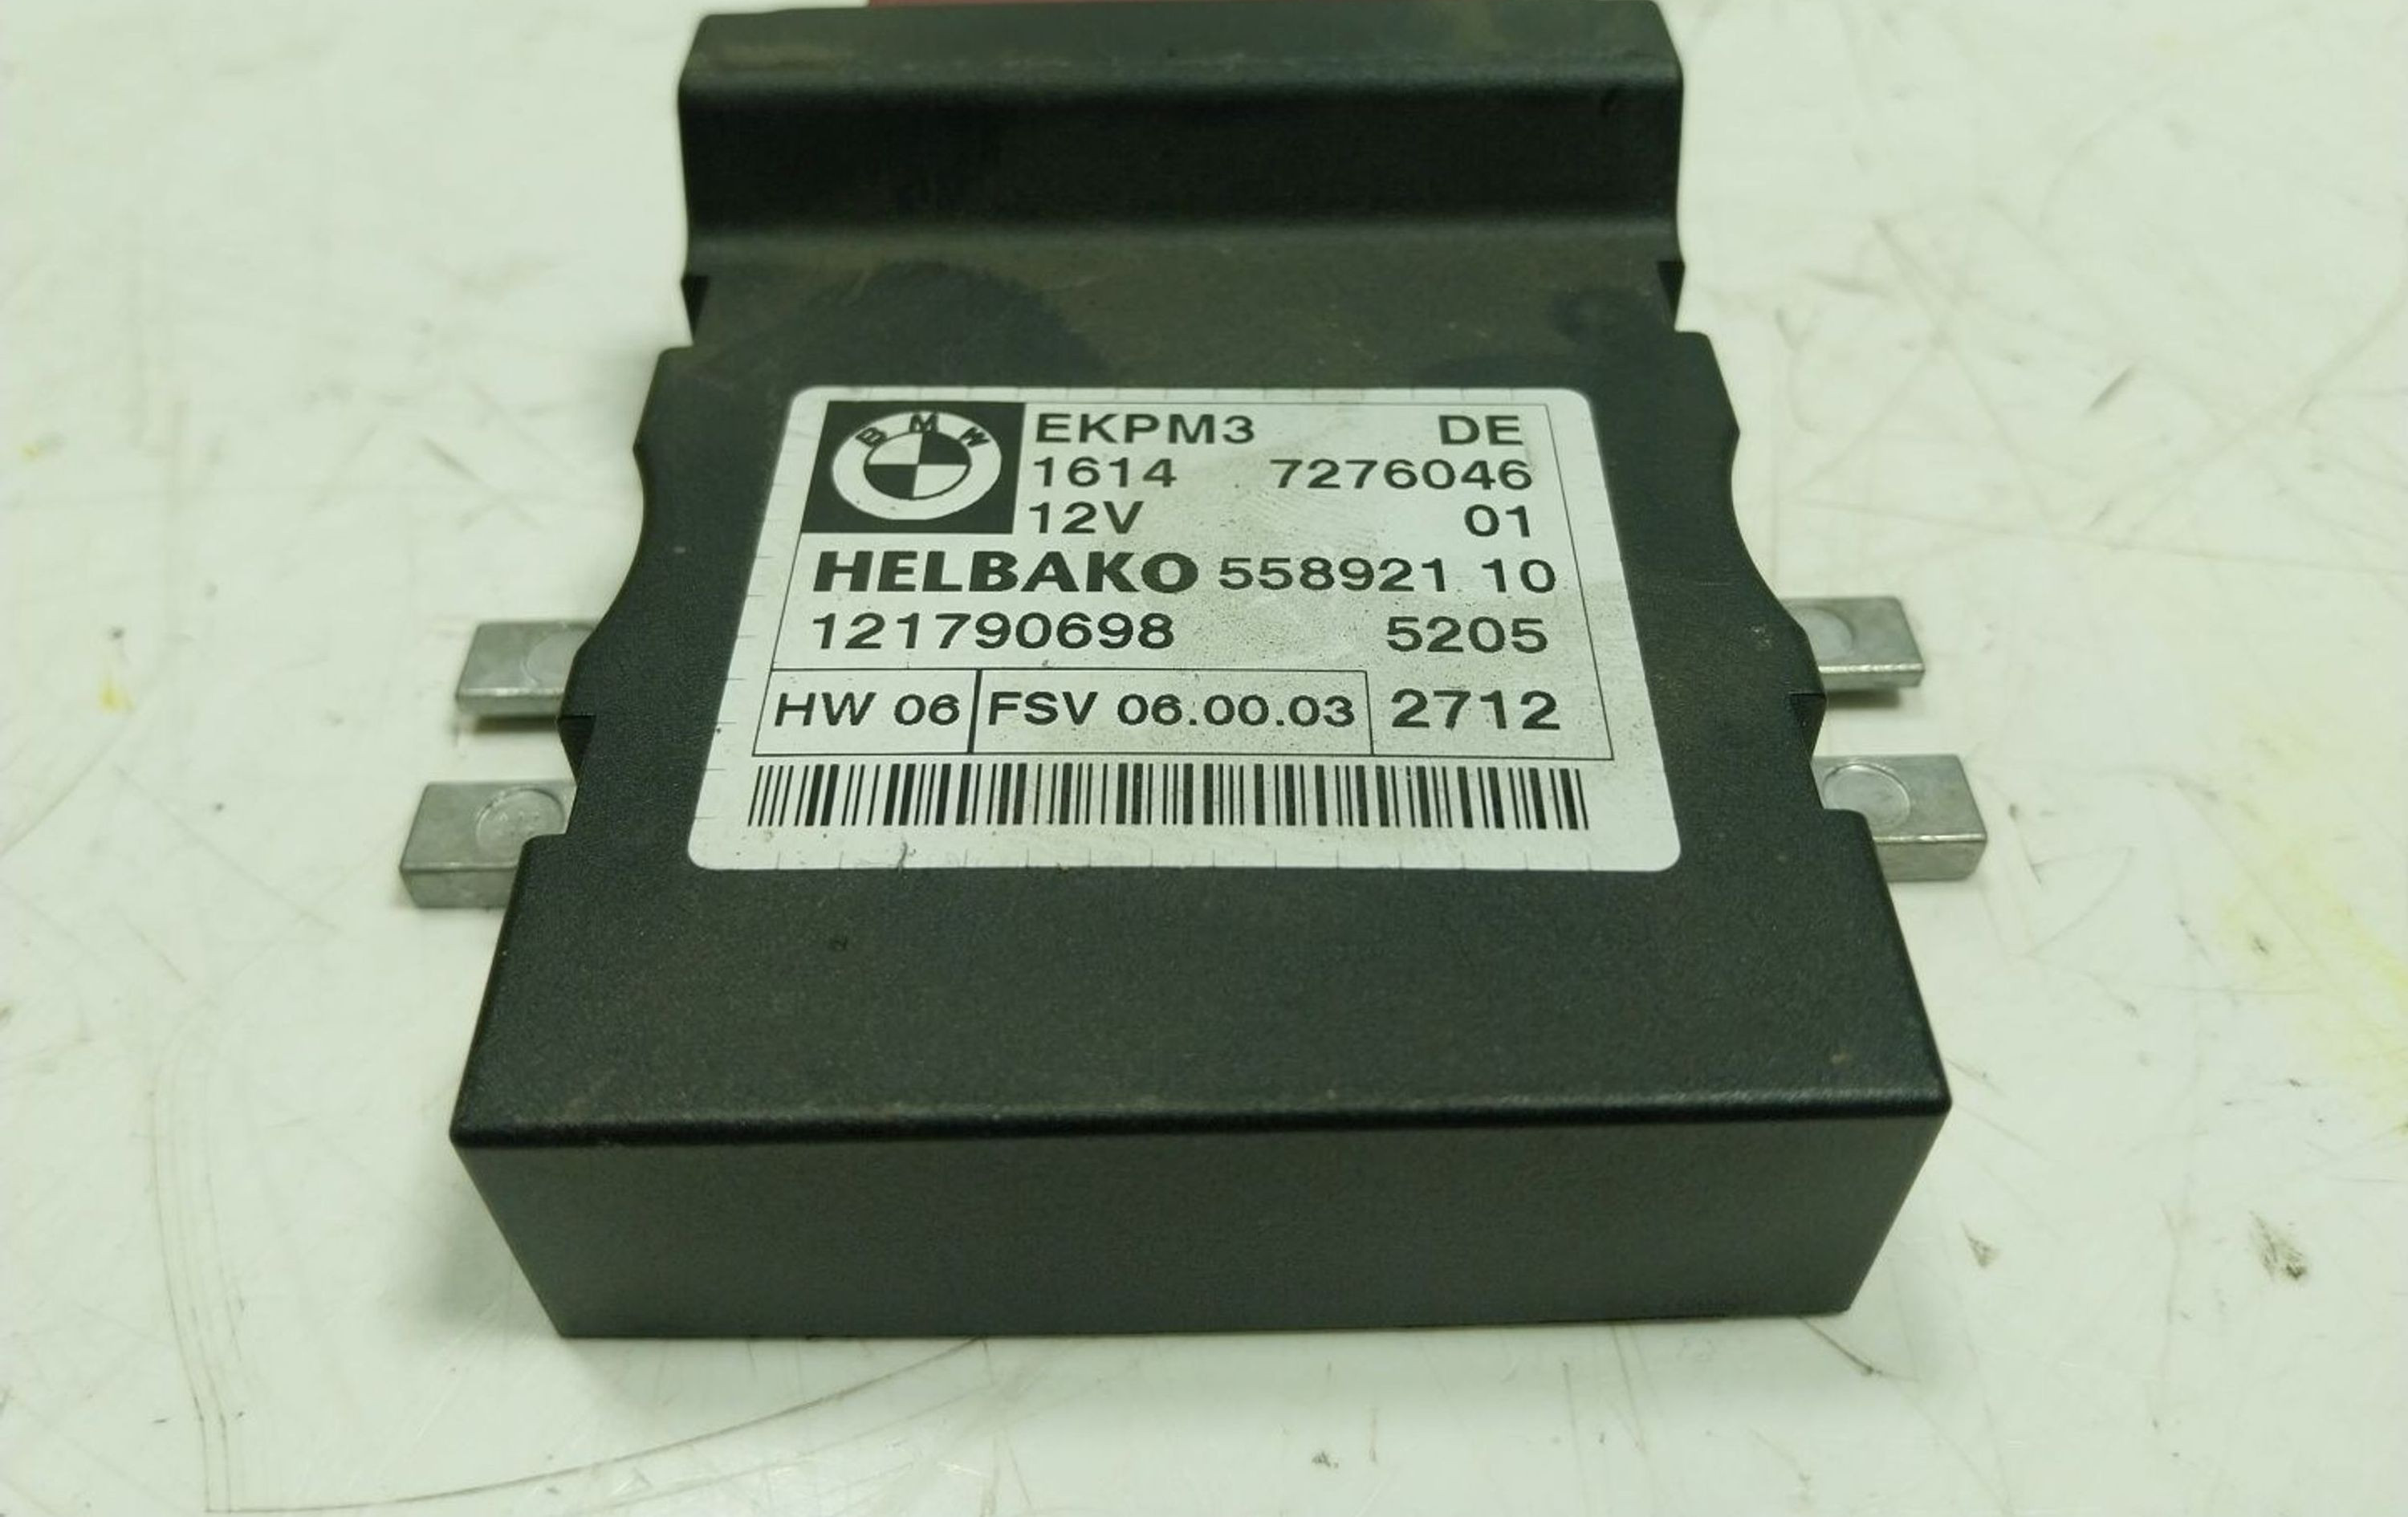 BMW
EKPM3 DE
1614 7276046
12V 01
HELBAKO 558921 10
121790698 5205
HW 06 FSV 06.00.03 2712